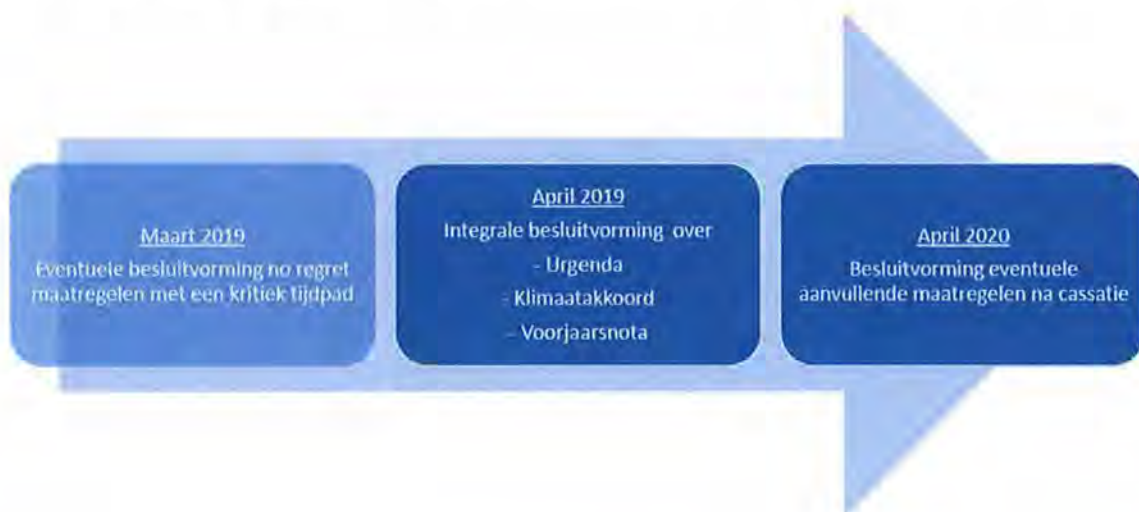 Maart 2019
Eventuele besluitvorming no regret
maatregelen met een kritiek tijdpad
April 2019
Integrale besluitvorming over
- Urgenda
- Klimaatakkoord
- Voorjaarsnota
April 2020
Besluitvorming eventuele
aanvullende maatregelen na cassatie